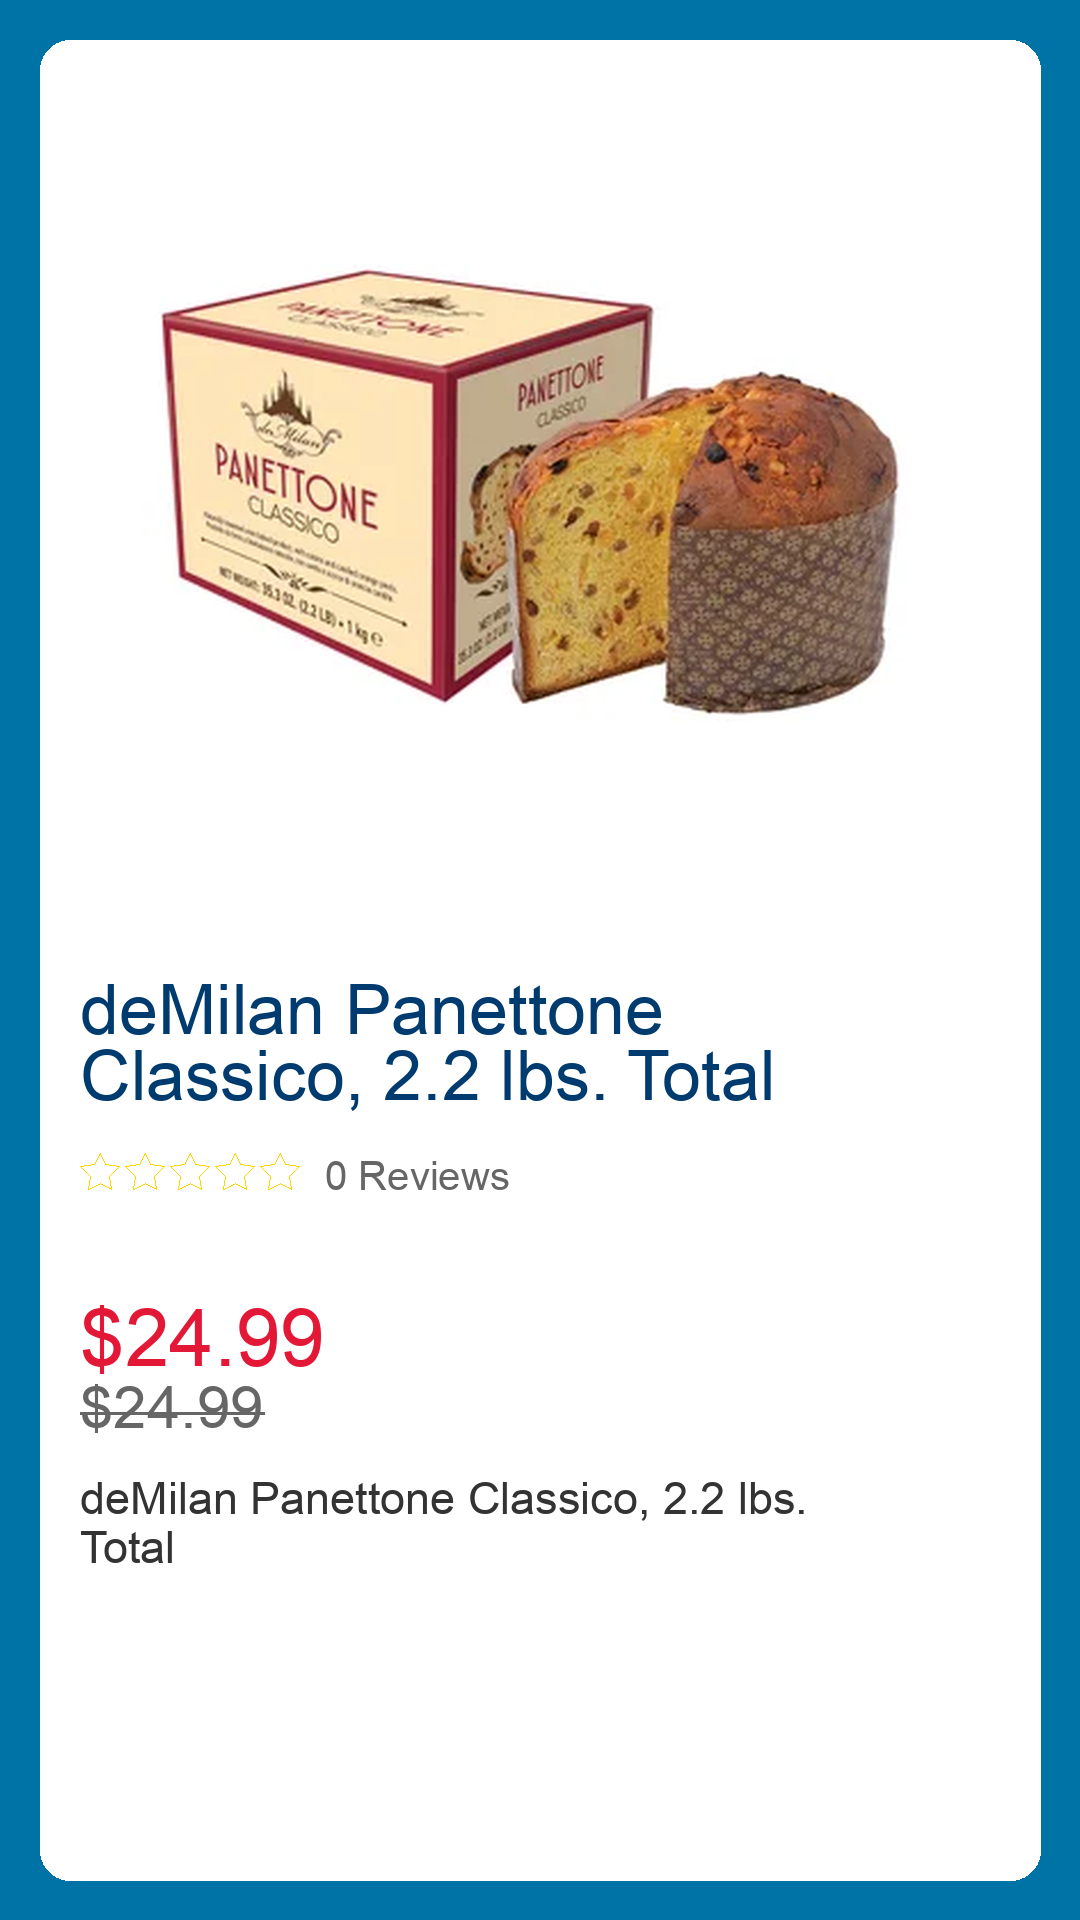 PANETTONE
CLASSICO
deMilan
PANETTONE
CLASSICO
NET WEIGHT: 35.3 OZ. (2.2 LB) • 1 kg e
PANETTONE
CLASSICO
deMilan Panettone
Classico, 2.2 lbs. Total
0 Reviews
$24.99
$24.99
deMilan Panettone Classico, 2.2 lbs.
Total